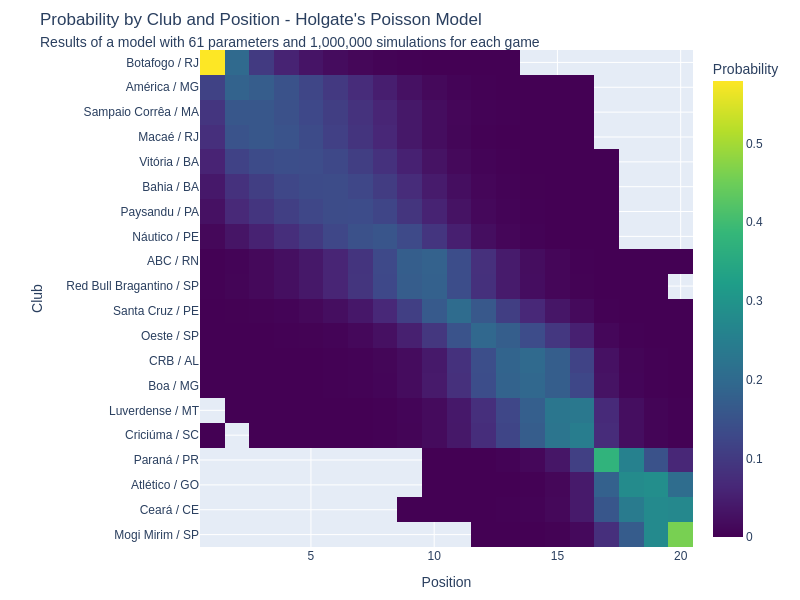 Probability by Club and Position - Holgate's Poisson Model
Results of a model with 61 parameters and 1,000,000 simulations for each game
Probability
Botafogo / RJ
América / MG
Sampaio Corrêa / MA
Macaé / RJ
Vitória / BA
Bahia / BA
Paysandu / PA
Náutico / PE
ABC / RN
Red Bull Bragantino / SP
Santa Cruz / PE
Oeste / SP
CRB / AL
Boa / MG
Luverdense / MT
Criciúma / SC
Paraná / PR
Atlético / GO
Ceará / CE
Mogi Mirim / SP
Club
5
10
15
20
Position
0.5
0.4
0.3
0.2
0.1
0